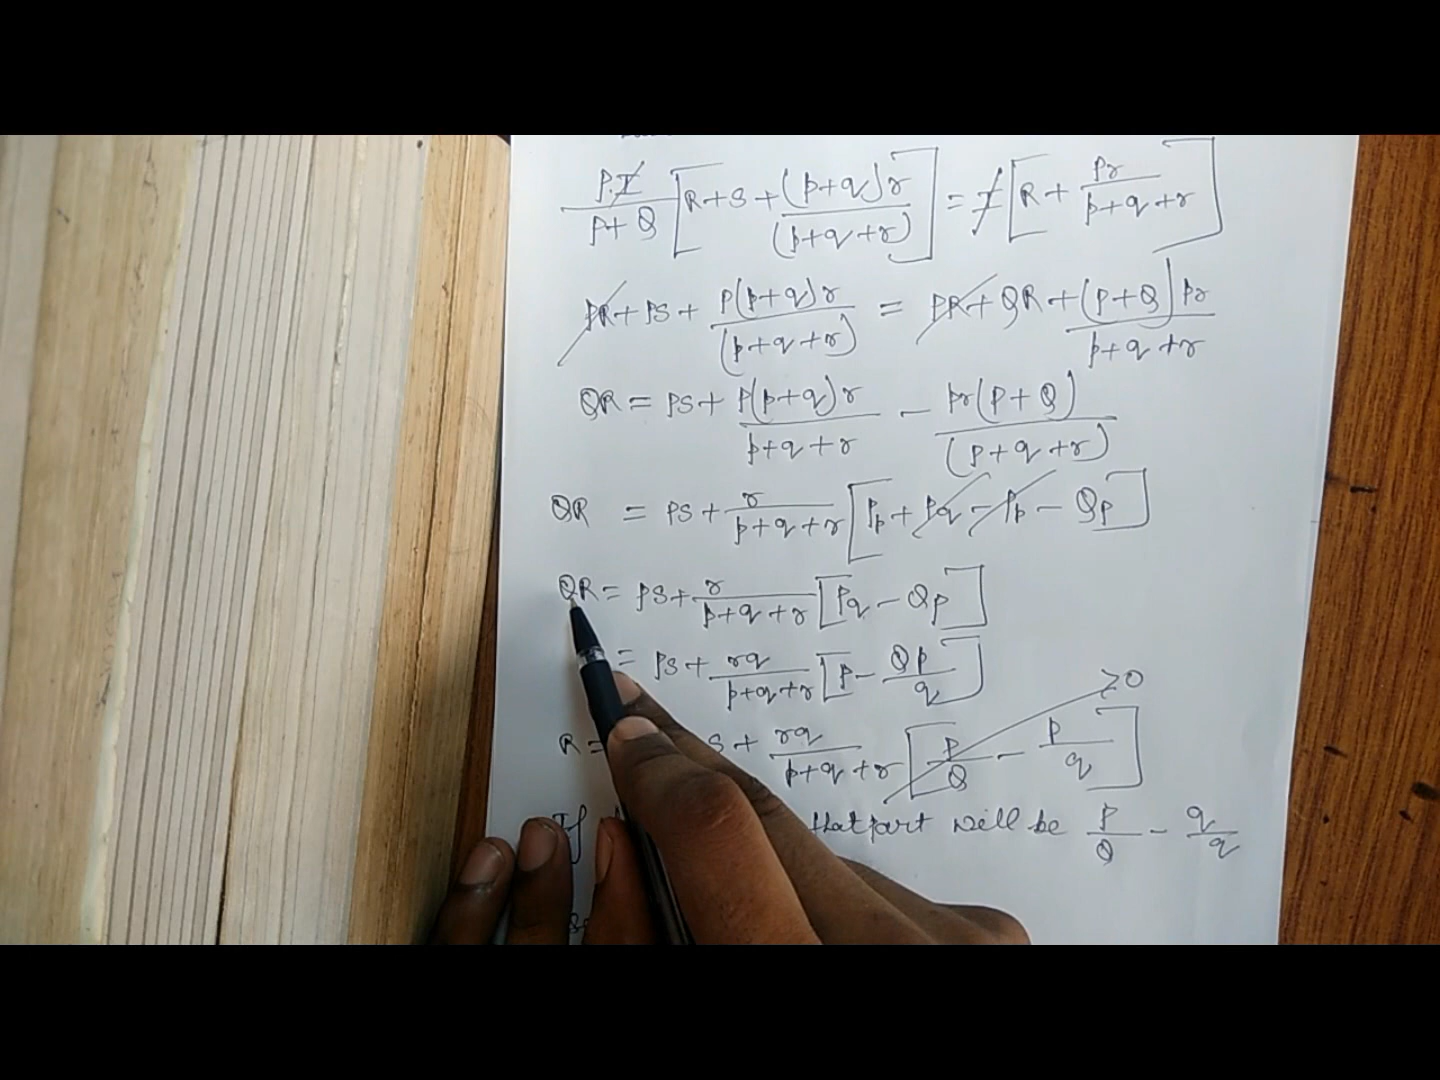 P.I/(P+Q) [R+S+(p+q)r/(p+q+r)] = I[R+pr/(p+q+r)]
PR+PS+P(p+q)r/(p+q+r) = PR+QR+(P+Q)pr/(p+q+r)
QR = PS+P(p+q)r/(p+q+r) - pr(P+Q)/(p+q+r)
QR = PS+r/(p+q+r) [Pp+Pq-Pp-Qp]
QR = PS+r/(p+q+r) [Pq-Qp]
= PS+rq/(p+q+r) [P-Qp/q]
R = S+rq/(p+q+r) [P/Q-p/q] >0
If that part will be P/Q - q/q